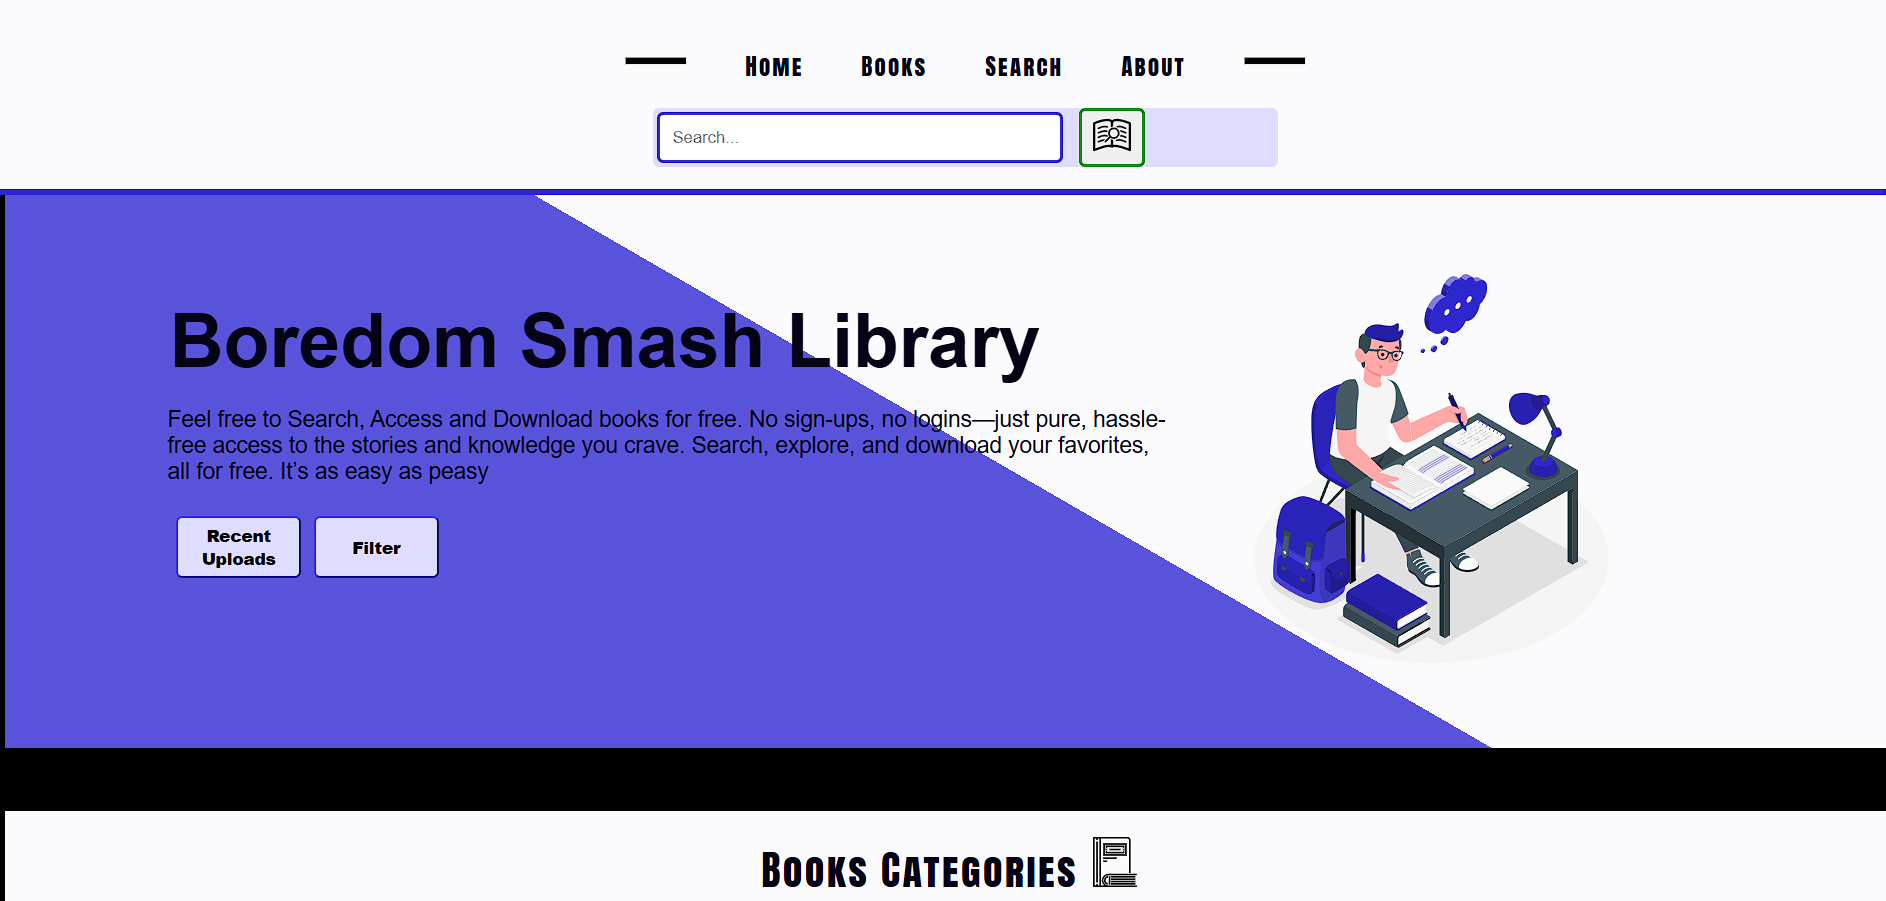 Home Books Search About
Search...
Boredom Smash Library
Feel free to Search, Access and Download books for free. No sign-ups, no logins—just pure, hassle-
free access to the stories and knowledge you crave. Search, explore, and download your favorites,
all for free. It’s as easy as peasy
Recent
Uploads
Filter
Books Categories